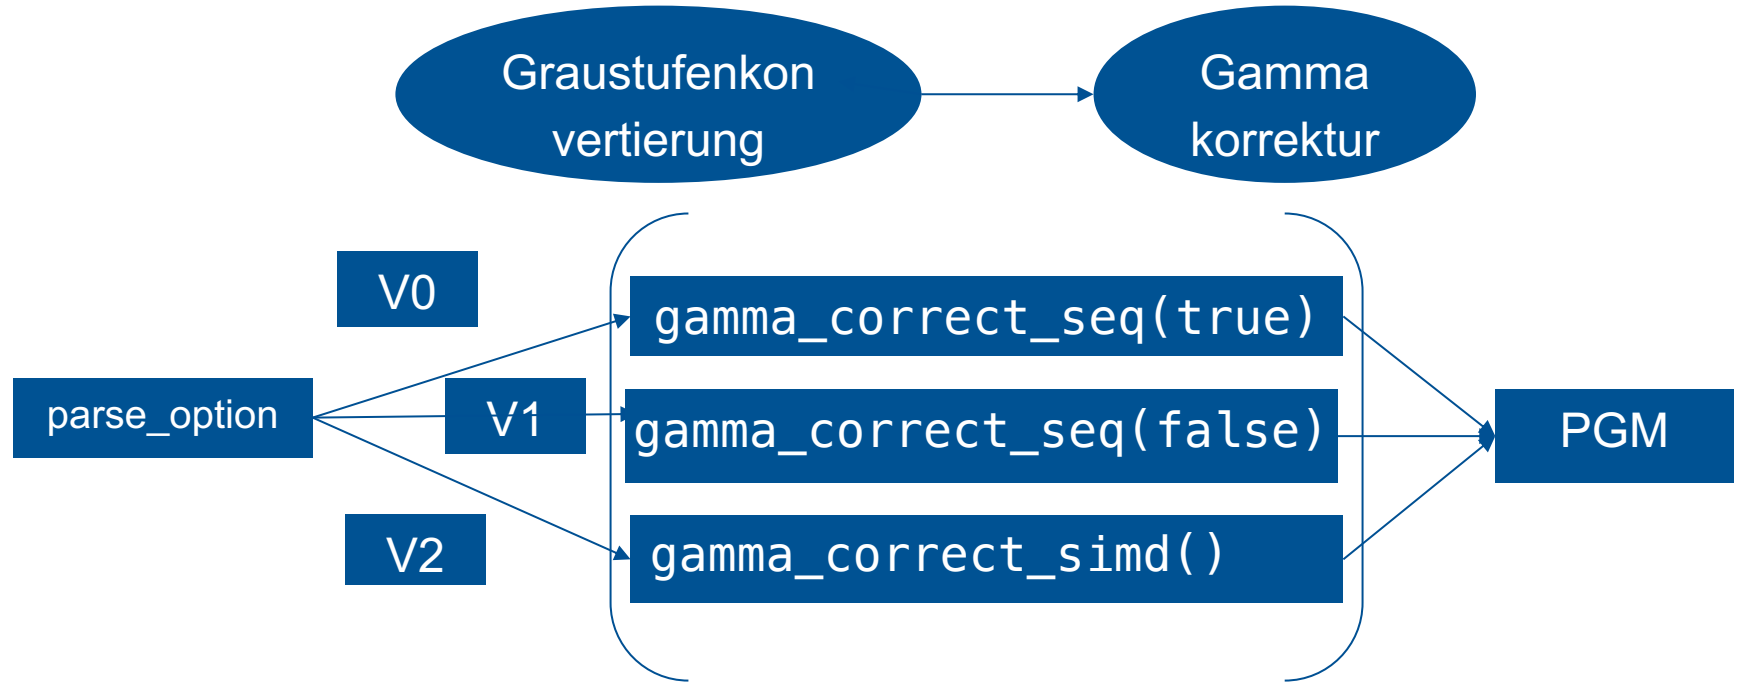 Graustufenkon
vertierung
Gamma
korrektur
V0
gamma_correct_seq(true)
parse_option
V1
gamma_correct_seq(false)
PGM
V2
gamma_correct_simd()